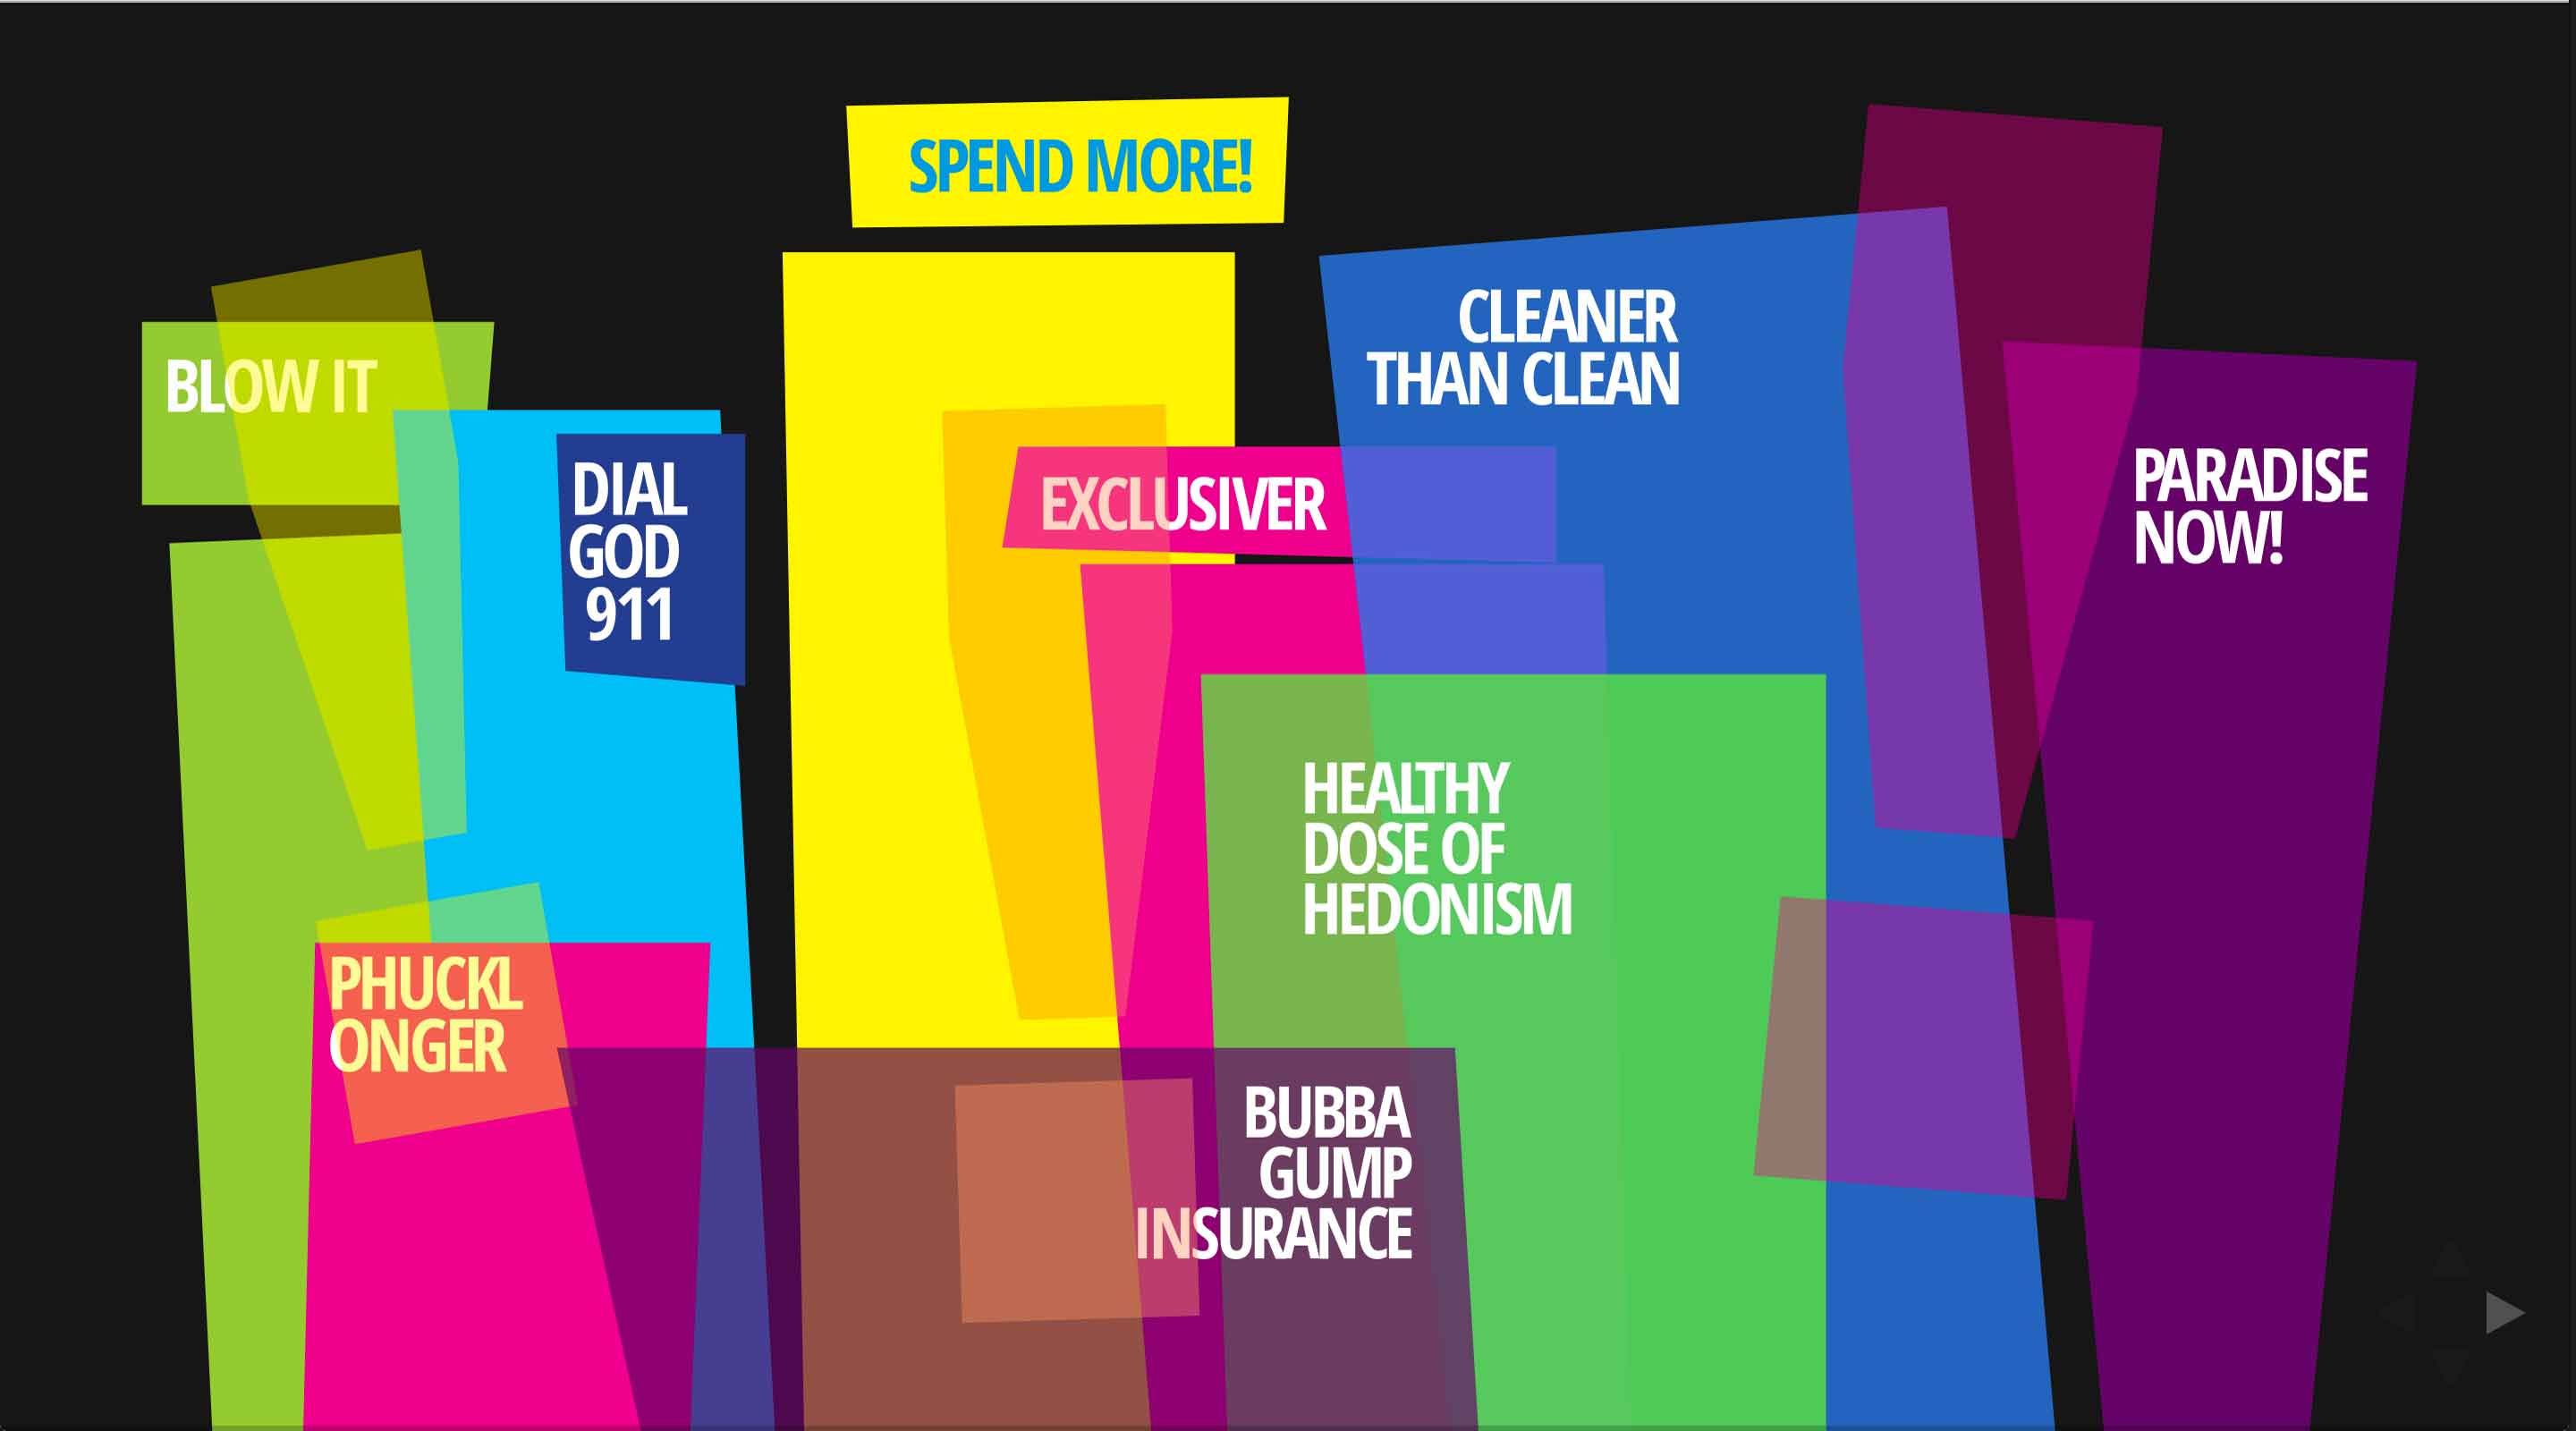 SPEND MORE!
BLOW IT
DIAL
GOD
911
EXCLUSIVER
CLEANER
THAN CLEAN
PARADISE
NOW!
HEALTHY
DOSE OF
HEDONISM
PHUCKL
ONGER
BUBBA
GUMP
INSURANCE